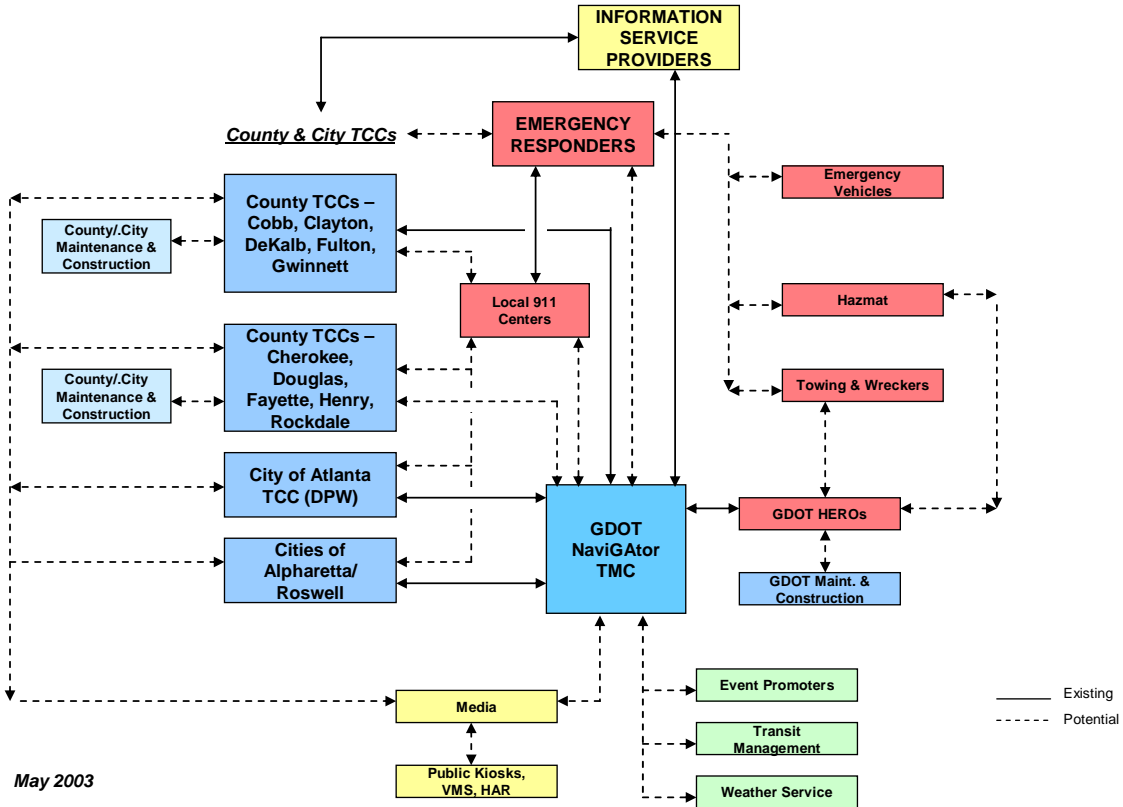 INFORMATION
SERVICE
PROVIDERS
County & City TCCs
EMERGENCY
RESPONDERS
Emergency
Vehicles
County TCCs –
Cobb, Clayton,
DeKalb, Fulton,
Gwinnett
County/.City
Maintenance &
Construction
Local 911
Centers
Hazmat
County TCCs –
Cherokee,
Douglas,
Fayette, Henry,
Rockdale
County/.City
Maintenance &
Construction
Towing & Wreckers
City of Atlanta
TCC (DPW)
GDOT
NaviGAtor
TMC
GDOT HEROs
Cities of
Alpharetta/
Roswell
GDOT Maint. &
Construction
Event Promoters
Media
Transit
Management
Public Kiosks,
VMS, HAR
Weather Service
Existing
Potential
May 2003